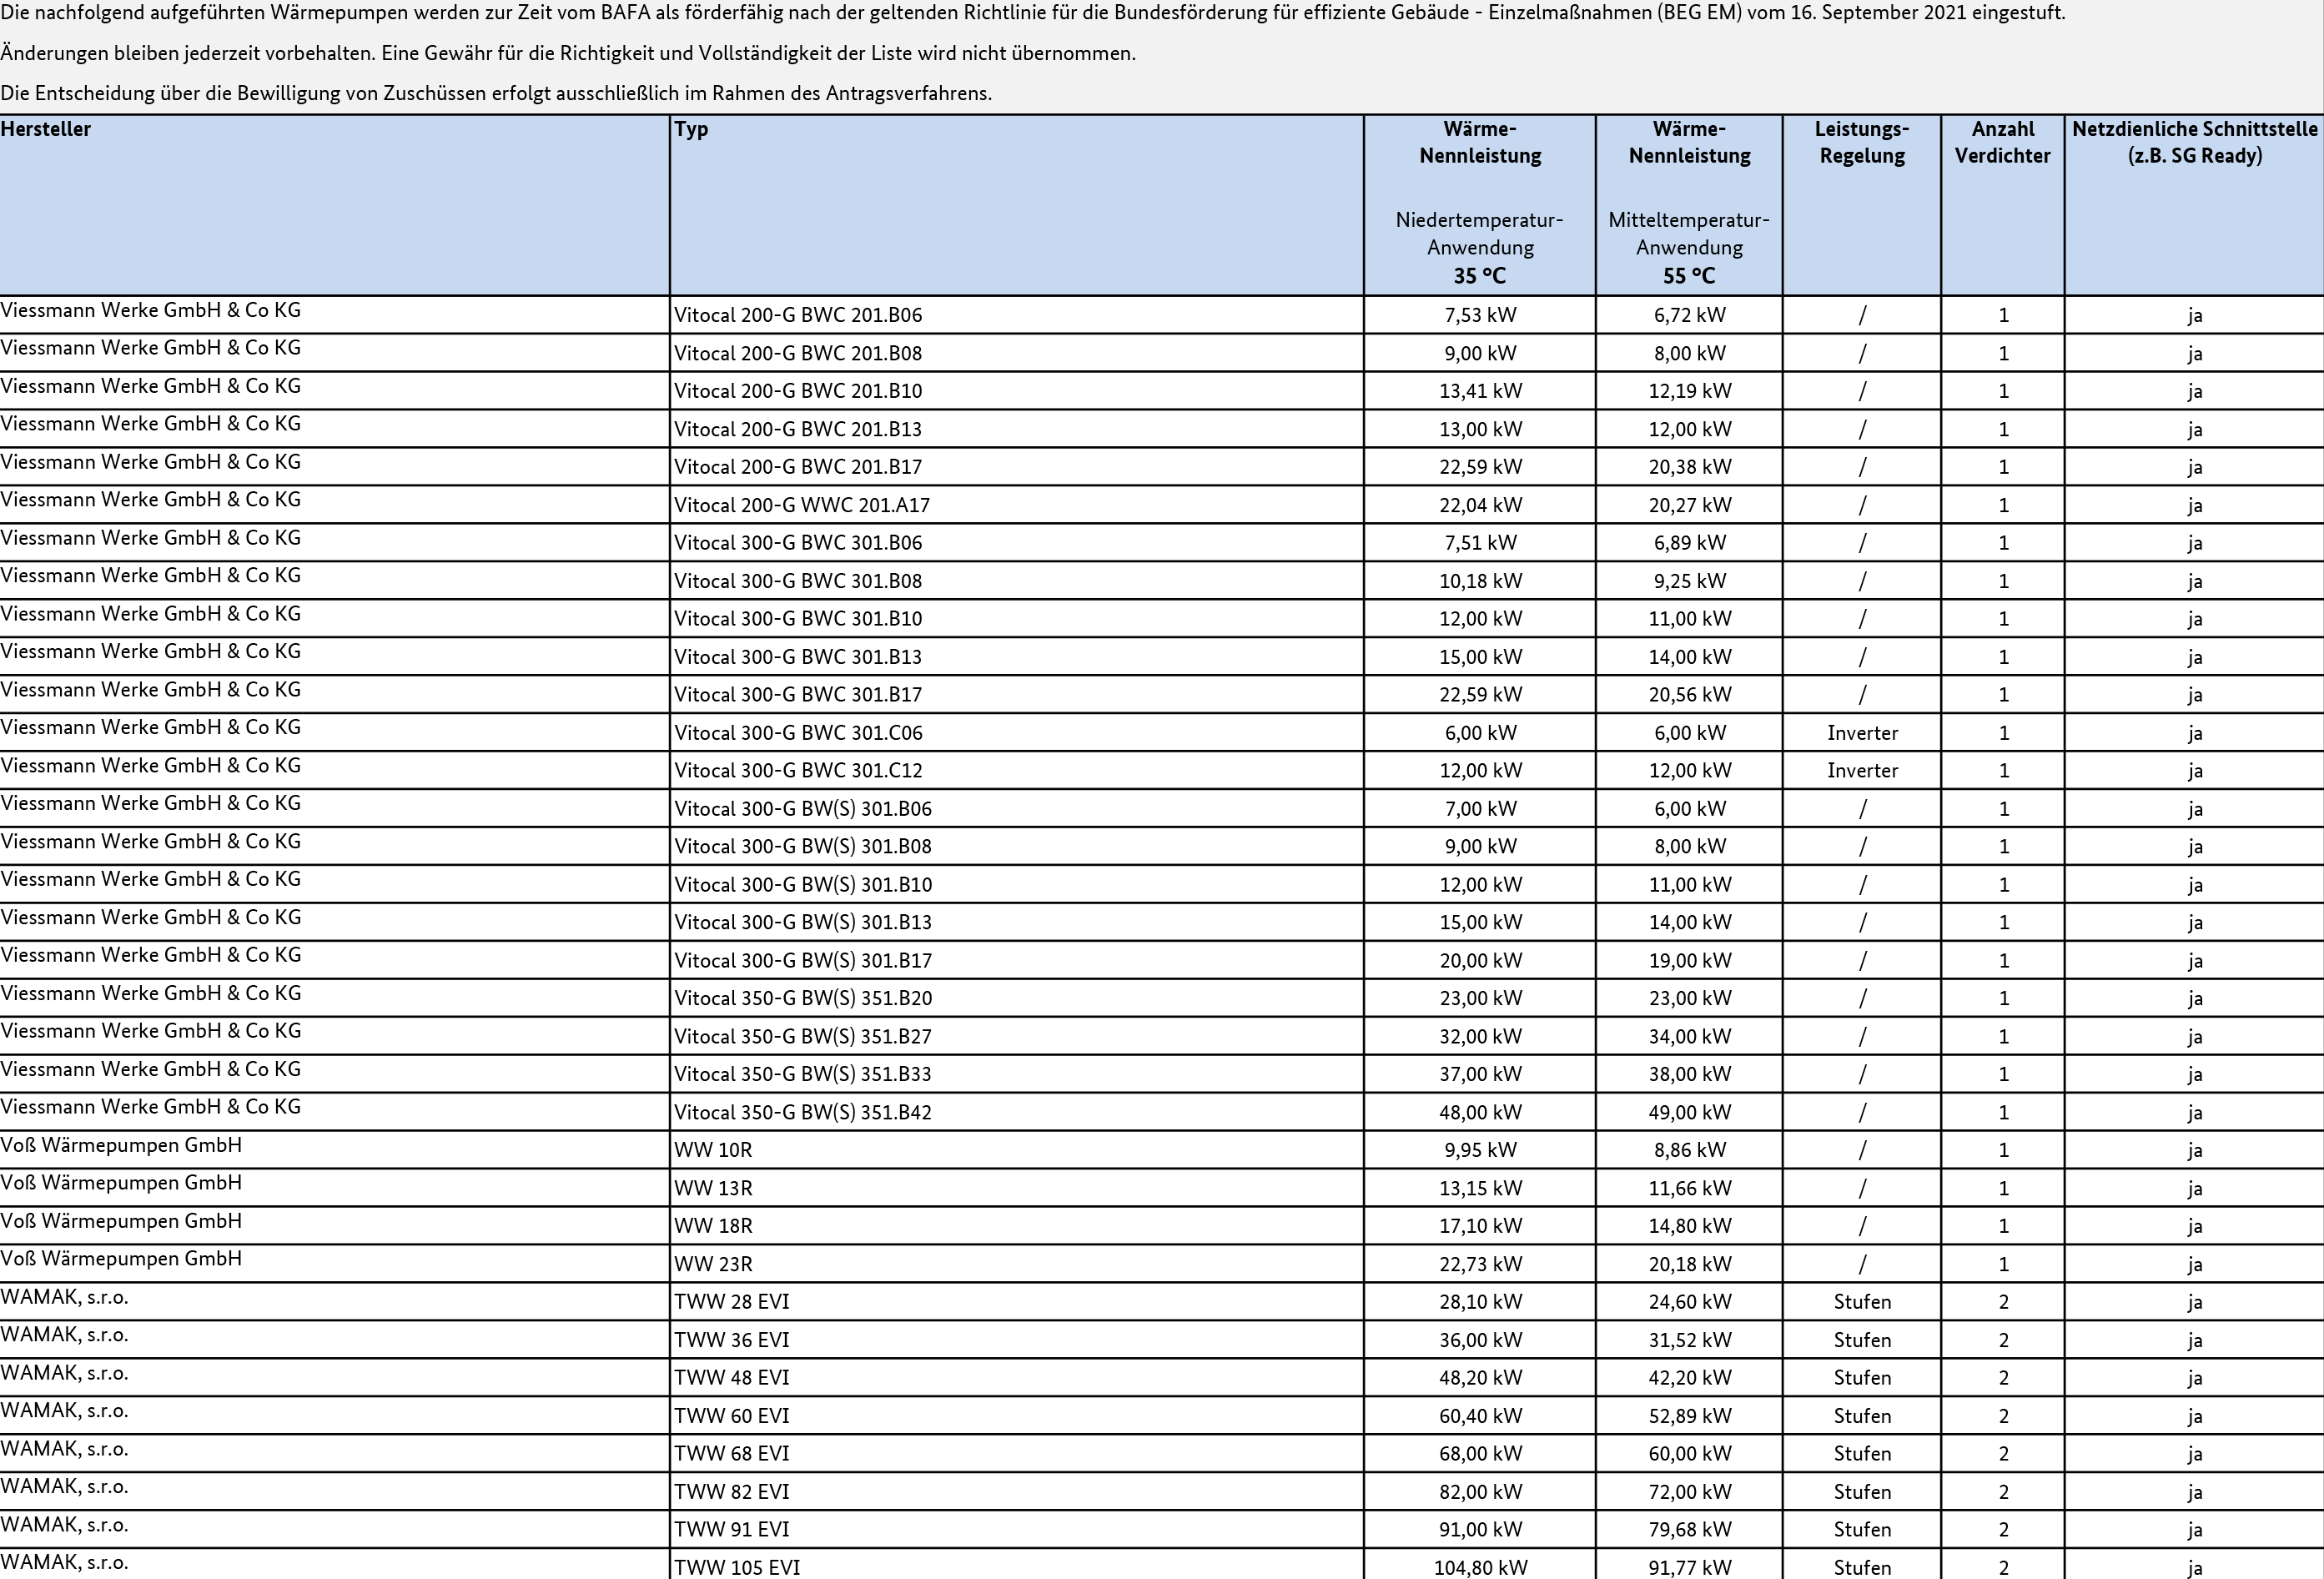 Die nachfolgend aufgeführten Wärmepumpen werden zur Zeit vom BAFA als förderfähig nach der geltenden Richtlinie für die Bundesförderung für effiziente Gebäude - Einzelmaßnahmen (BEG EM) vom 16. September 2021 eingestuft.
Änderungen bleiben jederzeit vorbehalten. Eine Gewähr für die Richtigkeit und Vollständigkeit der Liste wird nicht übernommen.
Die Entscheidung über die Bewilligung von Zuschüssen erfolgt ausschließlich im Rahmen des Antragsverfahrens.
Hersteller Typ Wärme- Wärme- Leistungs- Anzahl Netzdienliche Schnittstelle
Nennleistung Nennleistung Regelung Verdichter (z.B. SG Ready)
Niedertemperatur- Mitteltemperatur-
Anwendung Anwendung
35 °C 55 °C
Viessmann Werke GmbH & Co KG Vitocal 200-G BWC 201.B06 7,53 kW 6,72 kW / 1 ja
Viessmann Werke GmbH & Co KG Vitocal 200-G BWC 201.B08 9,00 kW 8,00 kW / 1 ja
Viessmann Werke GmbH & Co KG Vitocal 200-G BWC 201.B10 13,41 kW 12,19 kW / 1 ja
Viessmann Werke GmbH & Co KG Vitocal 200-G BWC 201.B13 13,00 kW 12,00 kW / 1 ja
Viessmann Werke GmbH & Co KG Vitocal 200-G BWC 201.B17 22,59 kW 20,38 kW / 1 ja
Viessmann Werke GmbH & Co KG Vitocal 200-G WWC 201.A17 22,04 kW 20,27 kW / 1 ja
Viessmann Werke GmbH & Co KG Vitocal 300-G BWC 301.B06 7,51 kW 6,89 kW / 1 ja
Viessmann Werke GmbH & Co KG Vitocal 300-G BWC 301.B08 10,18 kW 9,25 kW / 1 ja
Viessmann Werke GmbH & Co KG Vitocal 300-G BWC 301.B10 12,00 kW 11,00 kW / 1 ja
Viessmann Werke GmbH & Co KG Vitocal 300-G BWC 301.B13 15,00 kW 14,00 kW / 1 ja
Viessmann Werke GmbH & Co KG Vitocal 300-G BWC 301.B17 22,59 kW 20,56 kW / 1 ja
Viessmann Werke GmbH & Co KG Vitocal 300-G BWC 301.C06 6,00 kW 6,00 kW Inverter 1 ja
Viessmann Werke GmbH & Co KG Vitocal 300-G BWC 301.C12 12,00 kW 12,00 kW Inverter 1 ja
Viessmann Werke GmbH & Co KG Vitocal 300-G BW(S) 301.B06 7,00 kW 6,00 kW / 1 ja
Viessmann Werke GmbH & Co KG Vitocal 300-G BW(S) 301.B08 9,00 kW 8,00 kW / 1 ja
Viessmann Werke GmbH & Co KG Vitocal 300-G BW(S) 301.B10 12,00 kW 11,00 kW / 1 ja
Viessmann Werke GmbH & Co KG Vitocal 300-G BW(S) 301.B13 15,00 kW 14,00 kW / 1 ja
Viessmann Werke GmbH & Co KG Vitocal 300-G BW(S) 301.B17 20,00 kW 19,00 kW / 1 ja
Viessmann Werke GmbH & Co KG Vitocal 350-G BW(S) 351.B20 23,00 kW 23,00 kW / 1 ja
Viessmann Werke GmbH & Co KG Vitocal 350-G BW(S) 351.B27 32,00 kW 34,00 kW / 1 ja
Viessmann Werke GmbH & Co KG Vitocal 350-G BW(S) 351.B33 37,00 kW 38,00 kW / 1 ja
Viessmann Werke GmbH & Co KG Vitocal 350-G BW(S) 351.B42 48,00 kW 49,00 kW / 1 ja
Voß Wärmepumpen GmbH WW 10R 9,95 kW 8,86 kW / 1 ja
Voß Wärmepumpen GmbH WW 13R 13,15 kW 11,66 kW / 1 ja
Voß Wärmepumpen GmbH WW 18R 17,10 kW 14,80 kW / 1 ja
Voß Wärmepumpen GmbH WW 23R 22,73 kW 20,18 kW / 1 ja
WAMAK, s.r.o. TWW 28 EVI 28,10 kW 24,60 kW Stufen 2 ja
WAMAK, s.r.o. TWW 36 EVI 36,00 kW 31,52 kW Stufen 2 ja
WAMAK, s.r.o. TWW 48 EVI 48,20 kW 42,20 kW Stufen 2 ja
WAMAK, s.r.o. TWW 60 EVI 60,40 kW 52,89 kW Stufen 2 ja
WAMAK, s.r.o. TWW 68 EVI 68,00 kW 60,00 kW Stufen 2 ja
WAMAK, s.r.o. TWW 82 EVI 82,00 kW 72,00 kW Stufen 2 ja
WAMAK, s.r.o. TWW 91 EVI 91,00 kW 79,68 kW Stufen 2 ja
WAMAK, s.r.o. TWW 105 EVI 104,80 kW 91,77 kW Stufen 2 ja